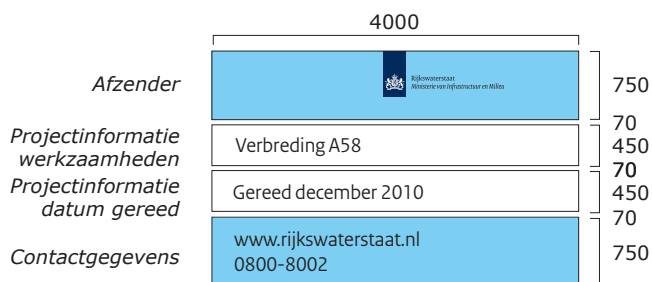 4000
Afzender
Rijkswaterstaat
Ministerie van Infrastructuur en Milieu
750
70
Projectinformatie
werkzaamheden
Verbreding A58
450
70
Projectinformatie
datum gereed
Gereed december 2010
450
70
Contactgegevens
www.rijkswaterstaat.nl
0800-8002
750